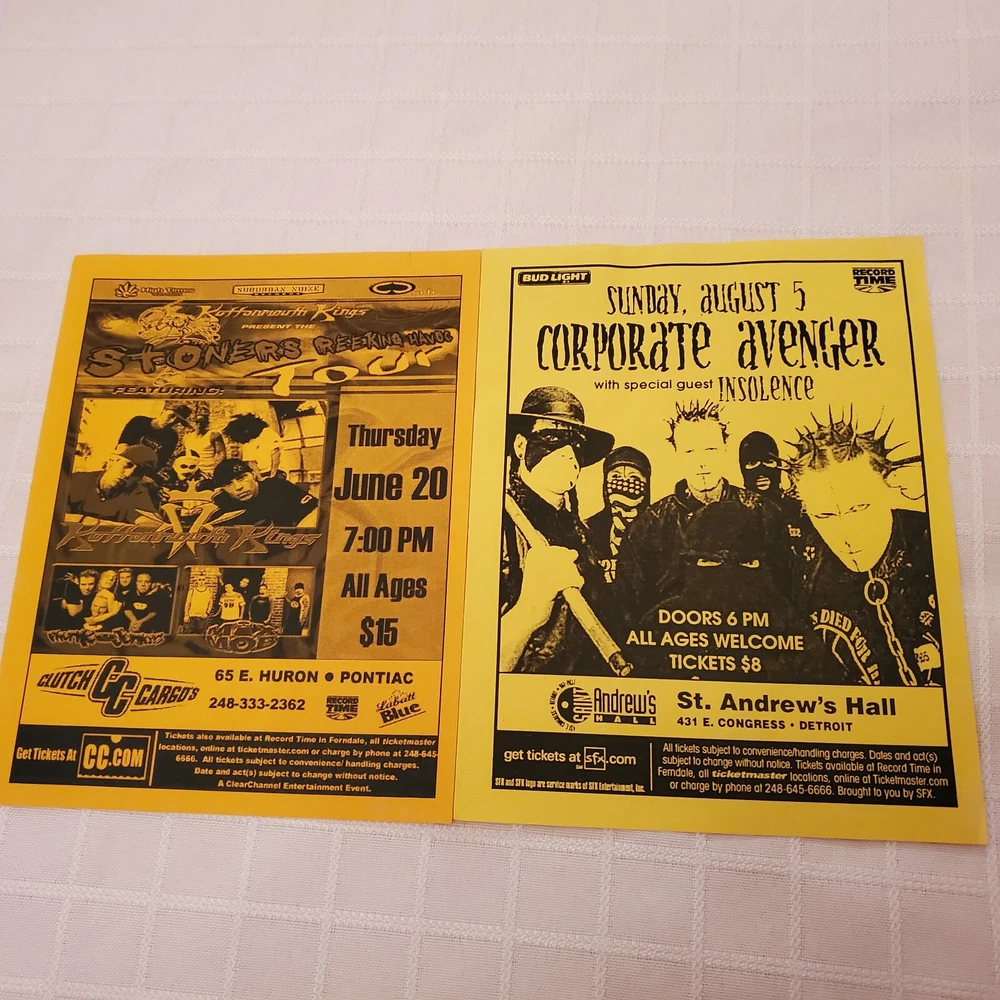 High Times
SUBURBAN NOIZE
RECORDS
Kottonmouth Kings
PRESENT THE
STONERS REEKING HAVOC
TOUR
FEATURING:
Kottonmouth Kings
Thursday
June 20
7:00 PM
All Ages
$15
CLUTCH CC CARGO'S
65 E. HURON • PONTIAC
248-333-2362
RECORD
TIME
Labatt
Blue
Get Tickets At CC.COM
Tickets also available at Record Time in Ferndale, all ticketmaster
locations, online at ticketmaster.com or charge by phone at 248-645-
6666. All tickets subject to convenience/ handling charges.
Date and act(s) subject to change without notice.
A ClearChannel Entertainment Event.
BUD LIGHT
RECORD
TIME
SUNDAY, AUGUST 5
CORPORATE AVENGER
with special guest INSOLENCE
DIED FOR
DOORS 6 PM
ALL AGES WELCOME
TICKETS $8
Andrew's
HALL
St. Andrew's Hall
431 E. CONGRESS • DETROIT
get tickets at sfx.com
SM
SFX and SFX logo are service marks of SFX Entertainment, Inc.
All tickets subject to convenience/handling charges. Dates and act(s)
subject to change without notice. Tickets available at Record Time in
Ferndale, all ticketmaster locations, online at Ticketmaster.com
or charge by phone at 248-645-6666. Brought to you by SFX.